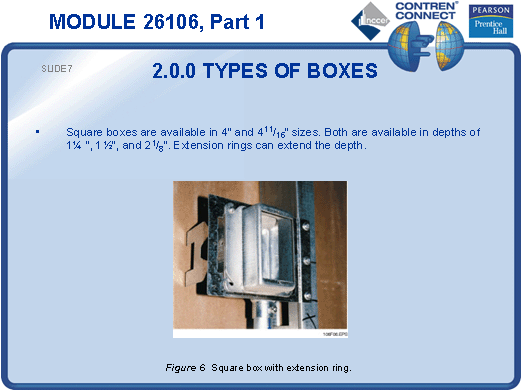 MODULE 26106, Part 1
nccer
CONTREN®
CONNECT
PEARSON
Prentice
Hall
SLIDE7
2.0.0 TYPES OF BOXES
• Square boxes are available in 4" and 4 11/16" sizes. Both are available in depths of
1¼ ", 1 ½", and 2 1/8". Extension rings can extend the depth.
106F06.EPS
Figure 6 Square box with extension ring.